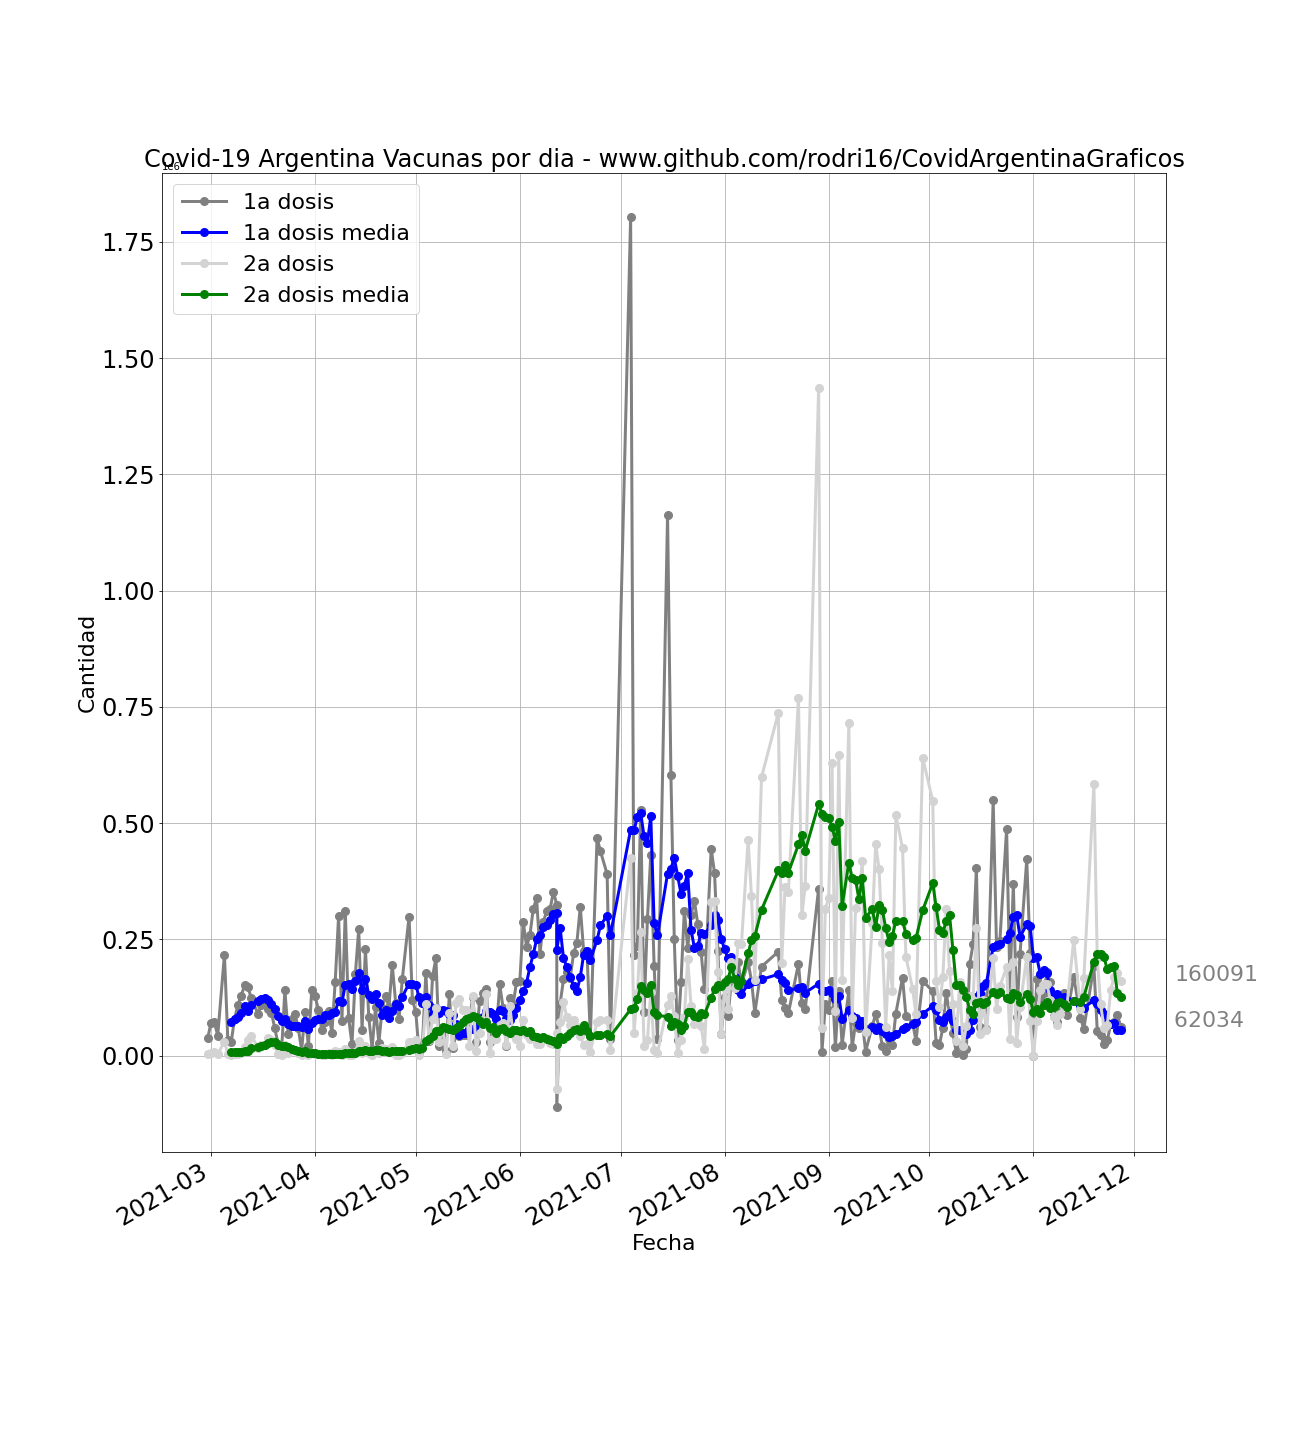 Covid-19 Argentina Vacunas por dia - www.github.com/rodri16/CovidArgentinaGraficos
1e6
1a dosis
1a dosis media
2a dosis
2a dosis media
1.75
1.50
1.25
1.00
0.75
0.50
0.25
0.00
Cantidad
160091
62034
2021-03
2021-04
2021-05
2021-06
2021-07
2021-08
2021-09
2021-10
2021-11
2021-12
Fecha